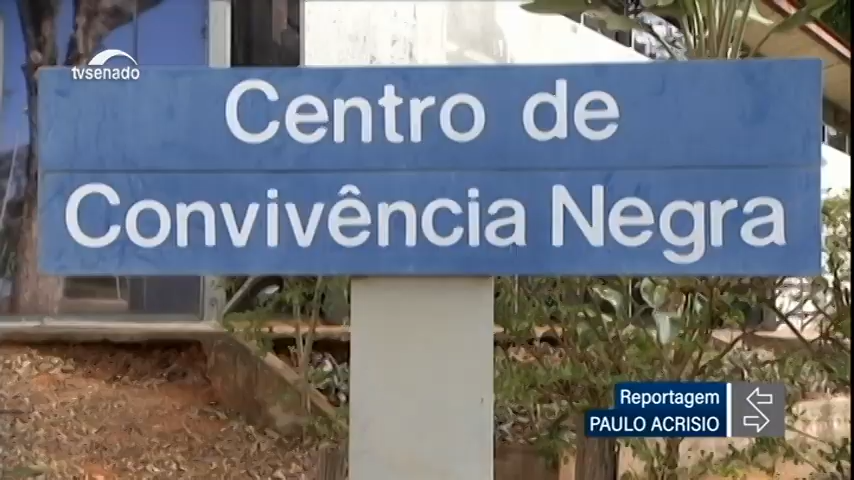 tvsenado
Centro de
Convivência Negra
Reportagem
PAULO ACRISIO